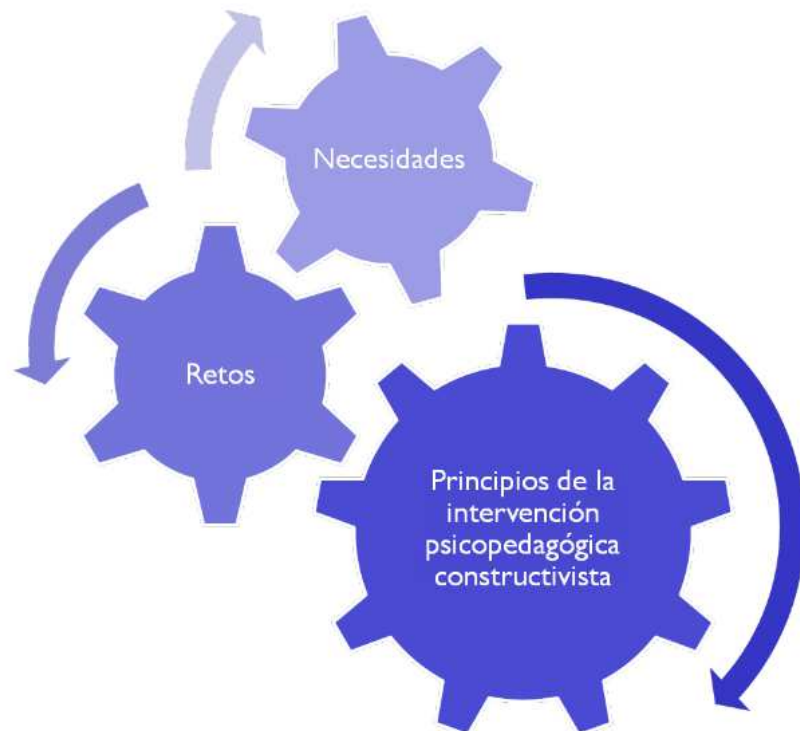 Necesidades
Retos
Principios de la
intervención
psicopedagógica
constructivista